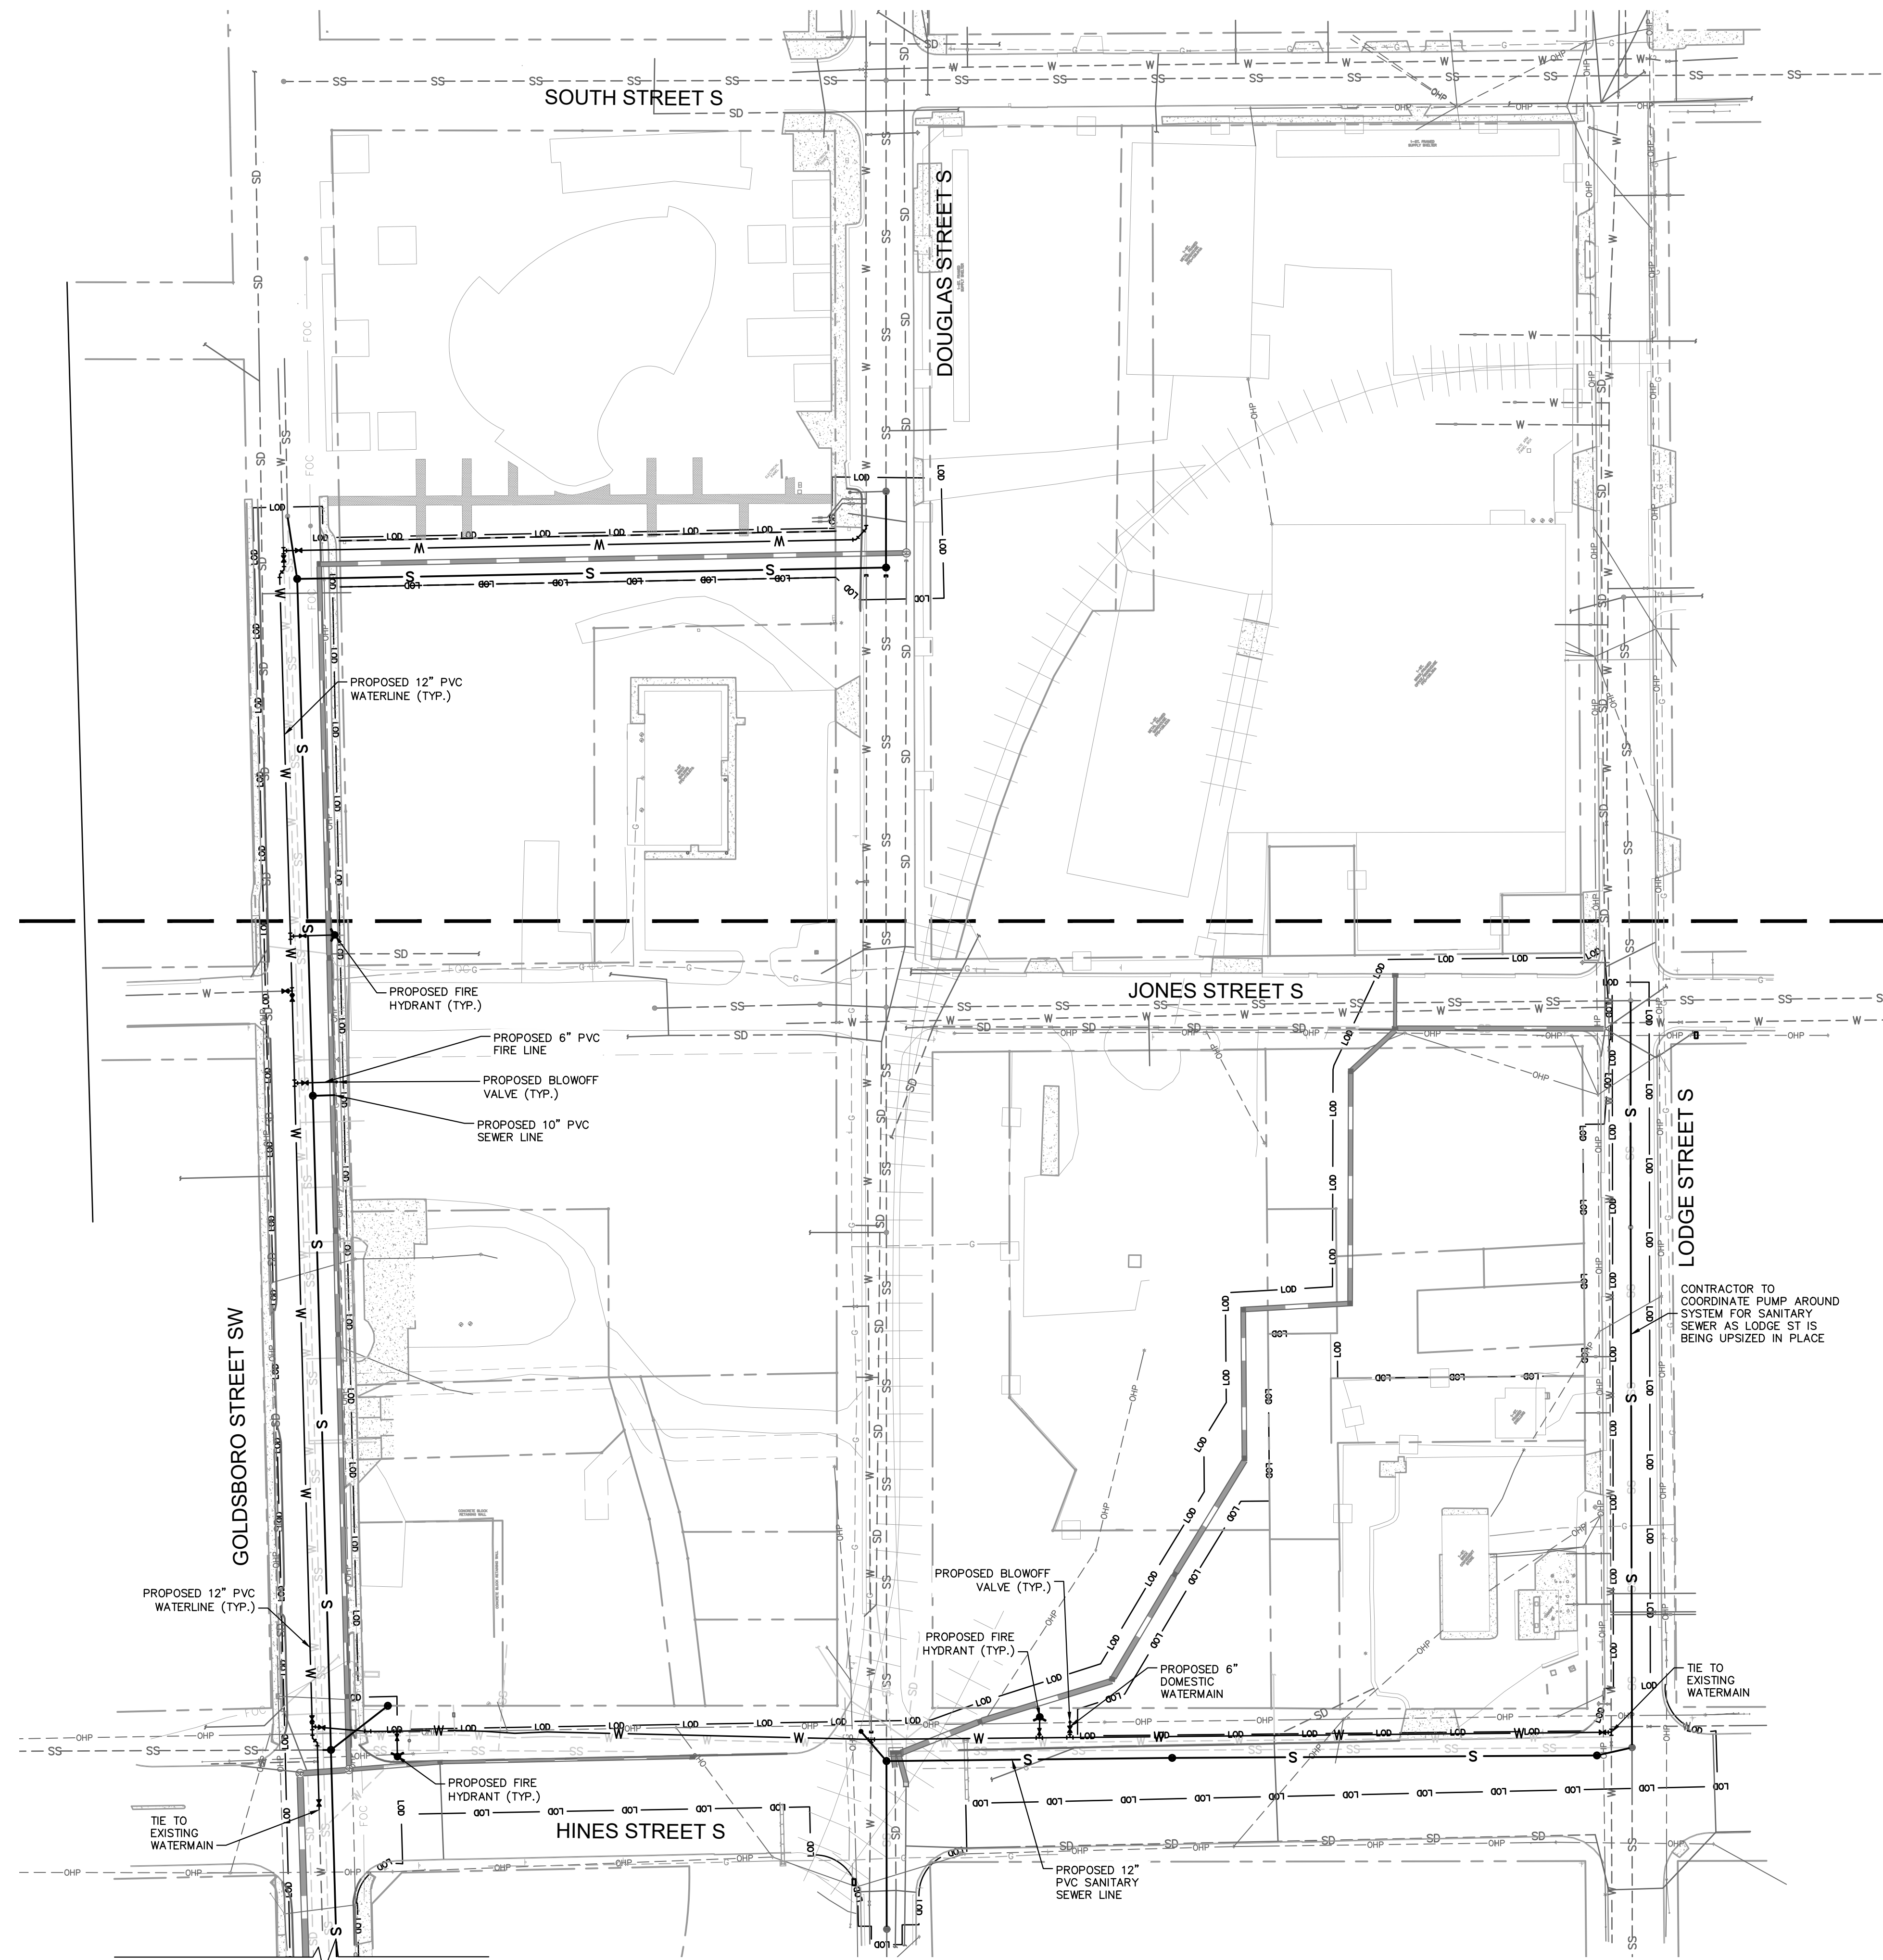 SOUTH STREET S
DOUGLAS STREET S
PROPOSED 12" PVC
WATERLINE (TYP.)
PROPOSED FIRE
HYDRANT (TYP.)
JONES STREET S
PROPOSED 6" PVC
FIRE LINE
PROPOSED BLOWOFF
VALVE (TYP.)
PROPOSED 10" PVC
SEWER LINE
LODGE STREET S
CONTRACTOR TO
COORDINATE PUMP AROUND
SYSTEM FOR SANITARY
SEWER AS LODGE ST IS
BEING UPSIZED IN PLACE
GOLDSBORO STREET SW
CONCRETE BLOCK
RETAINING WALL
PROPOSED 12" PVC
WATERLINE (TYP.)
PROPOSED BLOWOFF
VALVE (TYP.)
PROPOSED FIRE
HYDRANT (TYP.)
PROPOSED 6"
DOMESTIC
WATERMAIN
TIE TO
EXISTING
WATERMAIN
PROPOSED FIRE
HYDRANT (TYP.)
TIE TO
EXISTING
WATERMAIN
HINES STREET S
PROPOSED 12"
PVC SANITARY
SEWER LINE